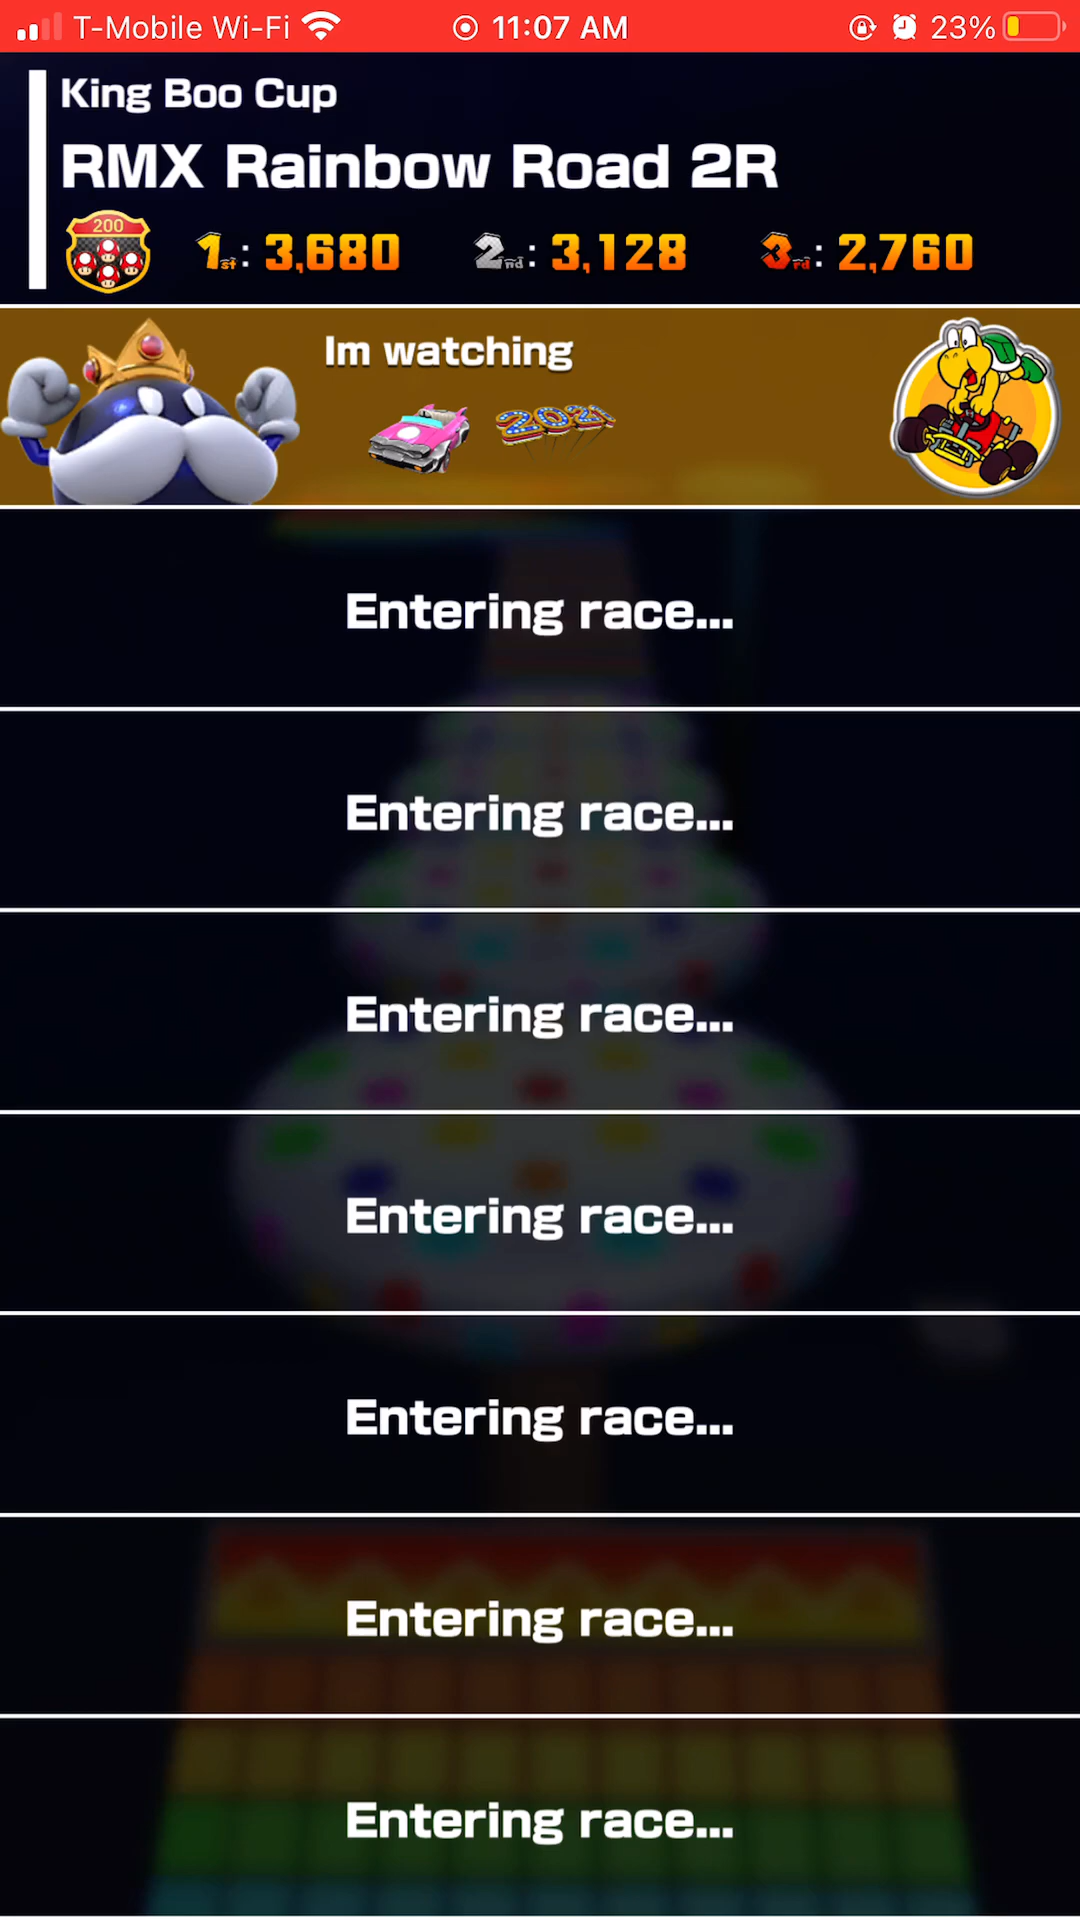 T-Mobile Wi-Fi 11:07 AM 23%
King Boo Cup
RMX Rainbow Road 2R
200 1st: 3,680 2nd: 3,128 3rd: 2,760
Im watching
2021
Entering race...
Entering race...
Entering race...
Entering race...
Entering race...
Entering race...
Entering race...